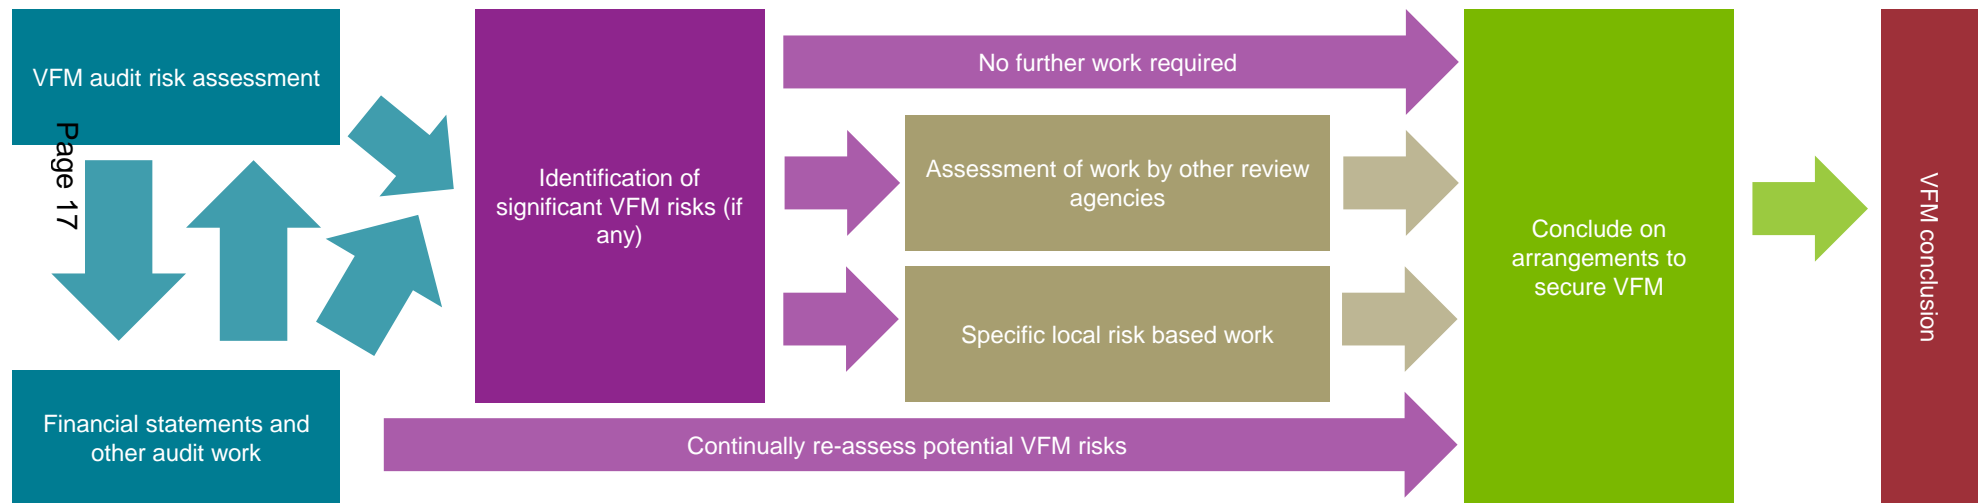 VFM audit risk assessment
Page 17
Financial statements and
other audit work
Identification of
significant VFM risks (if
any)
No further work required
Assessment of work by other review
agencies
Specific local risk based work
Continually re-assess potential VFM risks
Conclude on
arrangements to
secure VFM
VFM conclusion